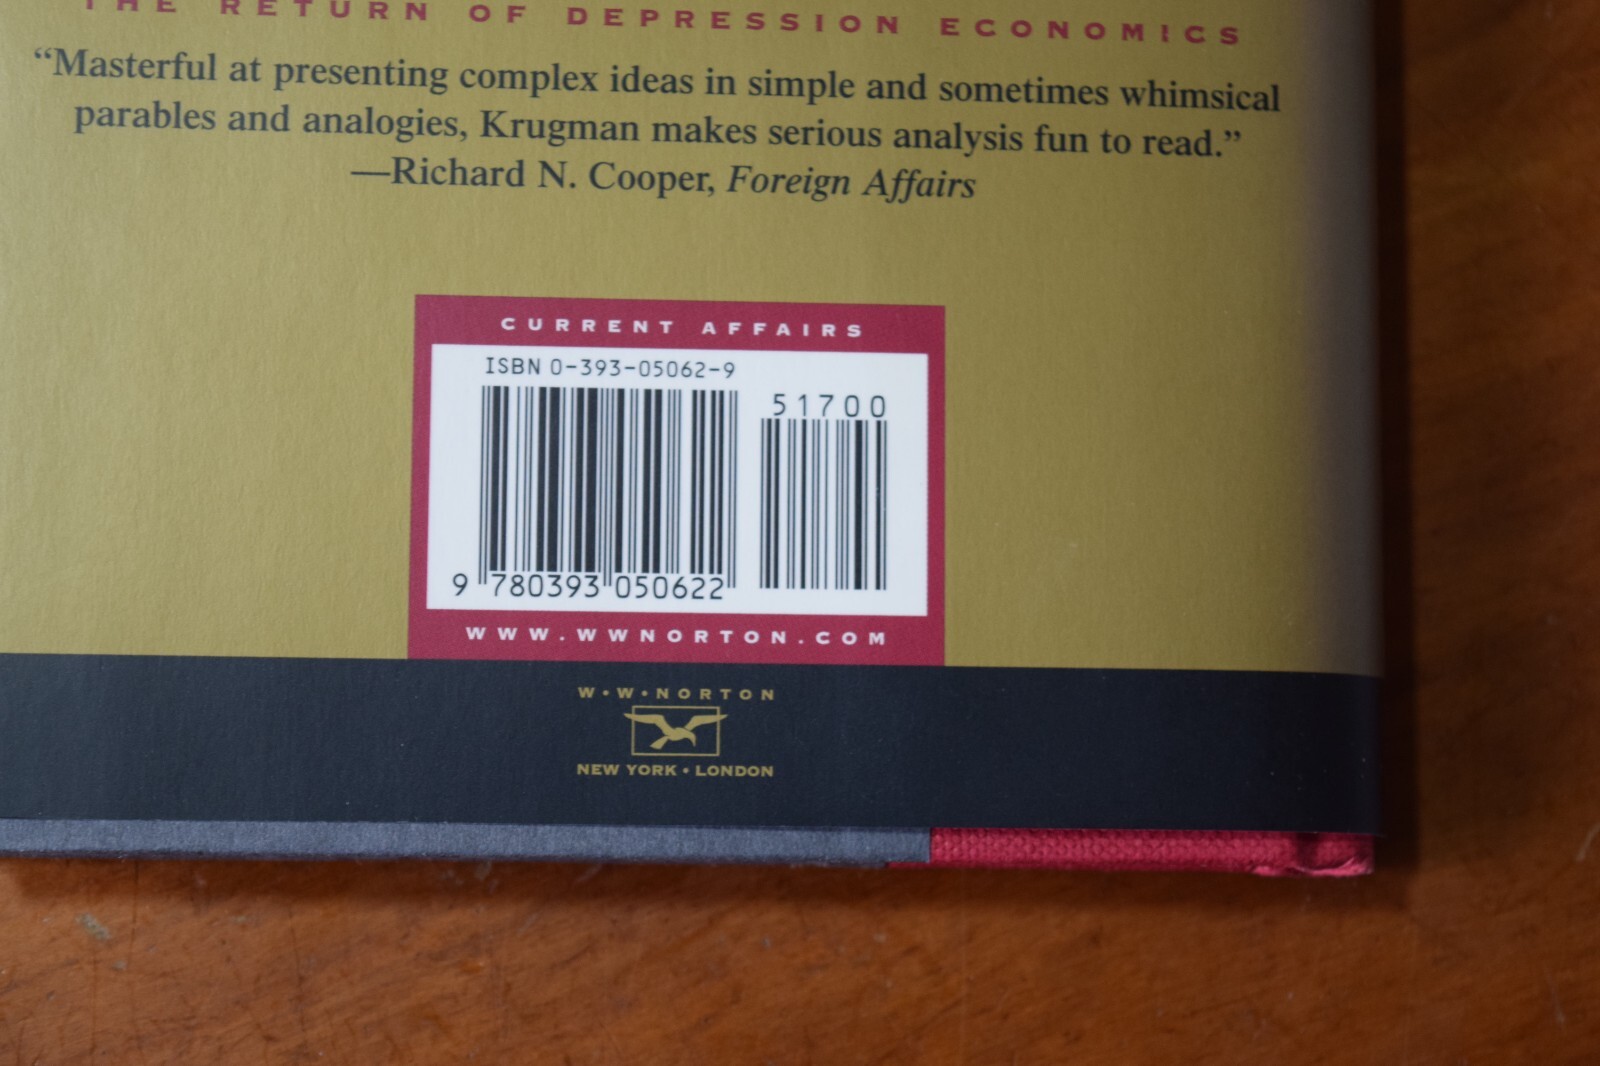 THE RETURN OF DEPRESSION ECONOMICS
“Masterful at presenting complex ideas in simple and sometimes whimsical
parables and analogies, Krugman makes serious analysis fun to read.”
—Richard N. Cooper, Foreign Affairs
CURRENT AFFAIRS
ISBN 0-393-05062-9
51700
9 780393 050622
WWW.WWNORTON.COM
W•W•NORTON
NEW YORK • LONDON